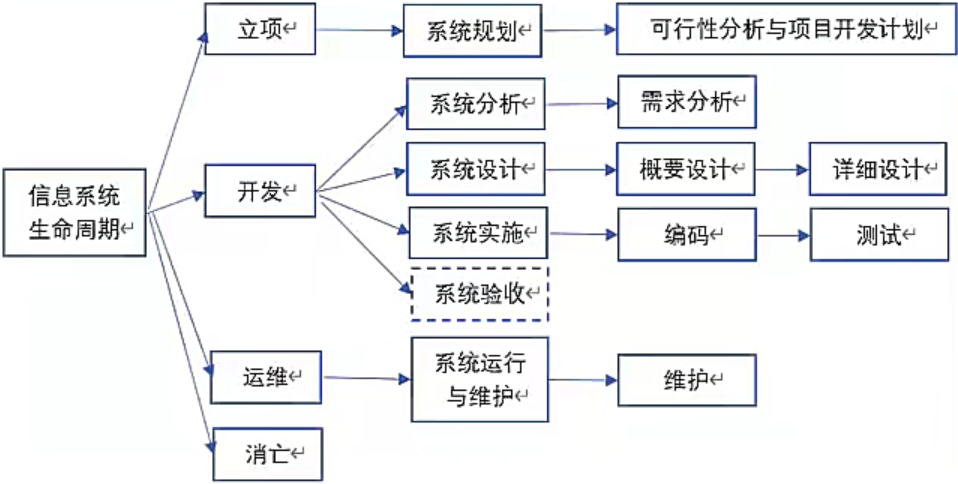 立项
系统规划
可行性分析与项目开发计划
系统分析
需求分析
信息系统
生命周期
开发
系统设计
概要设计
详细设计
系统实施
编码
测试
系统验收
运维
系统运行
与维护
维护
消亡